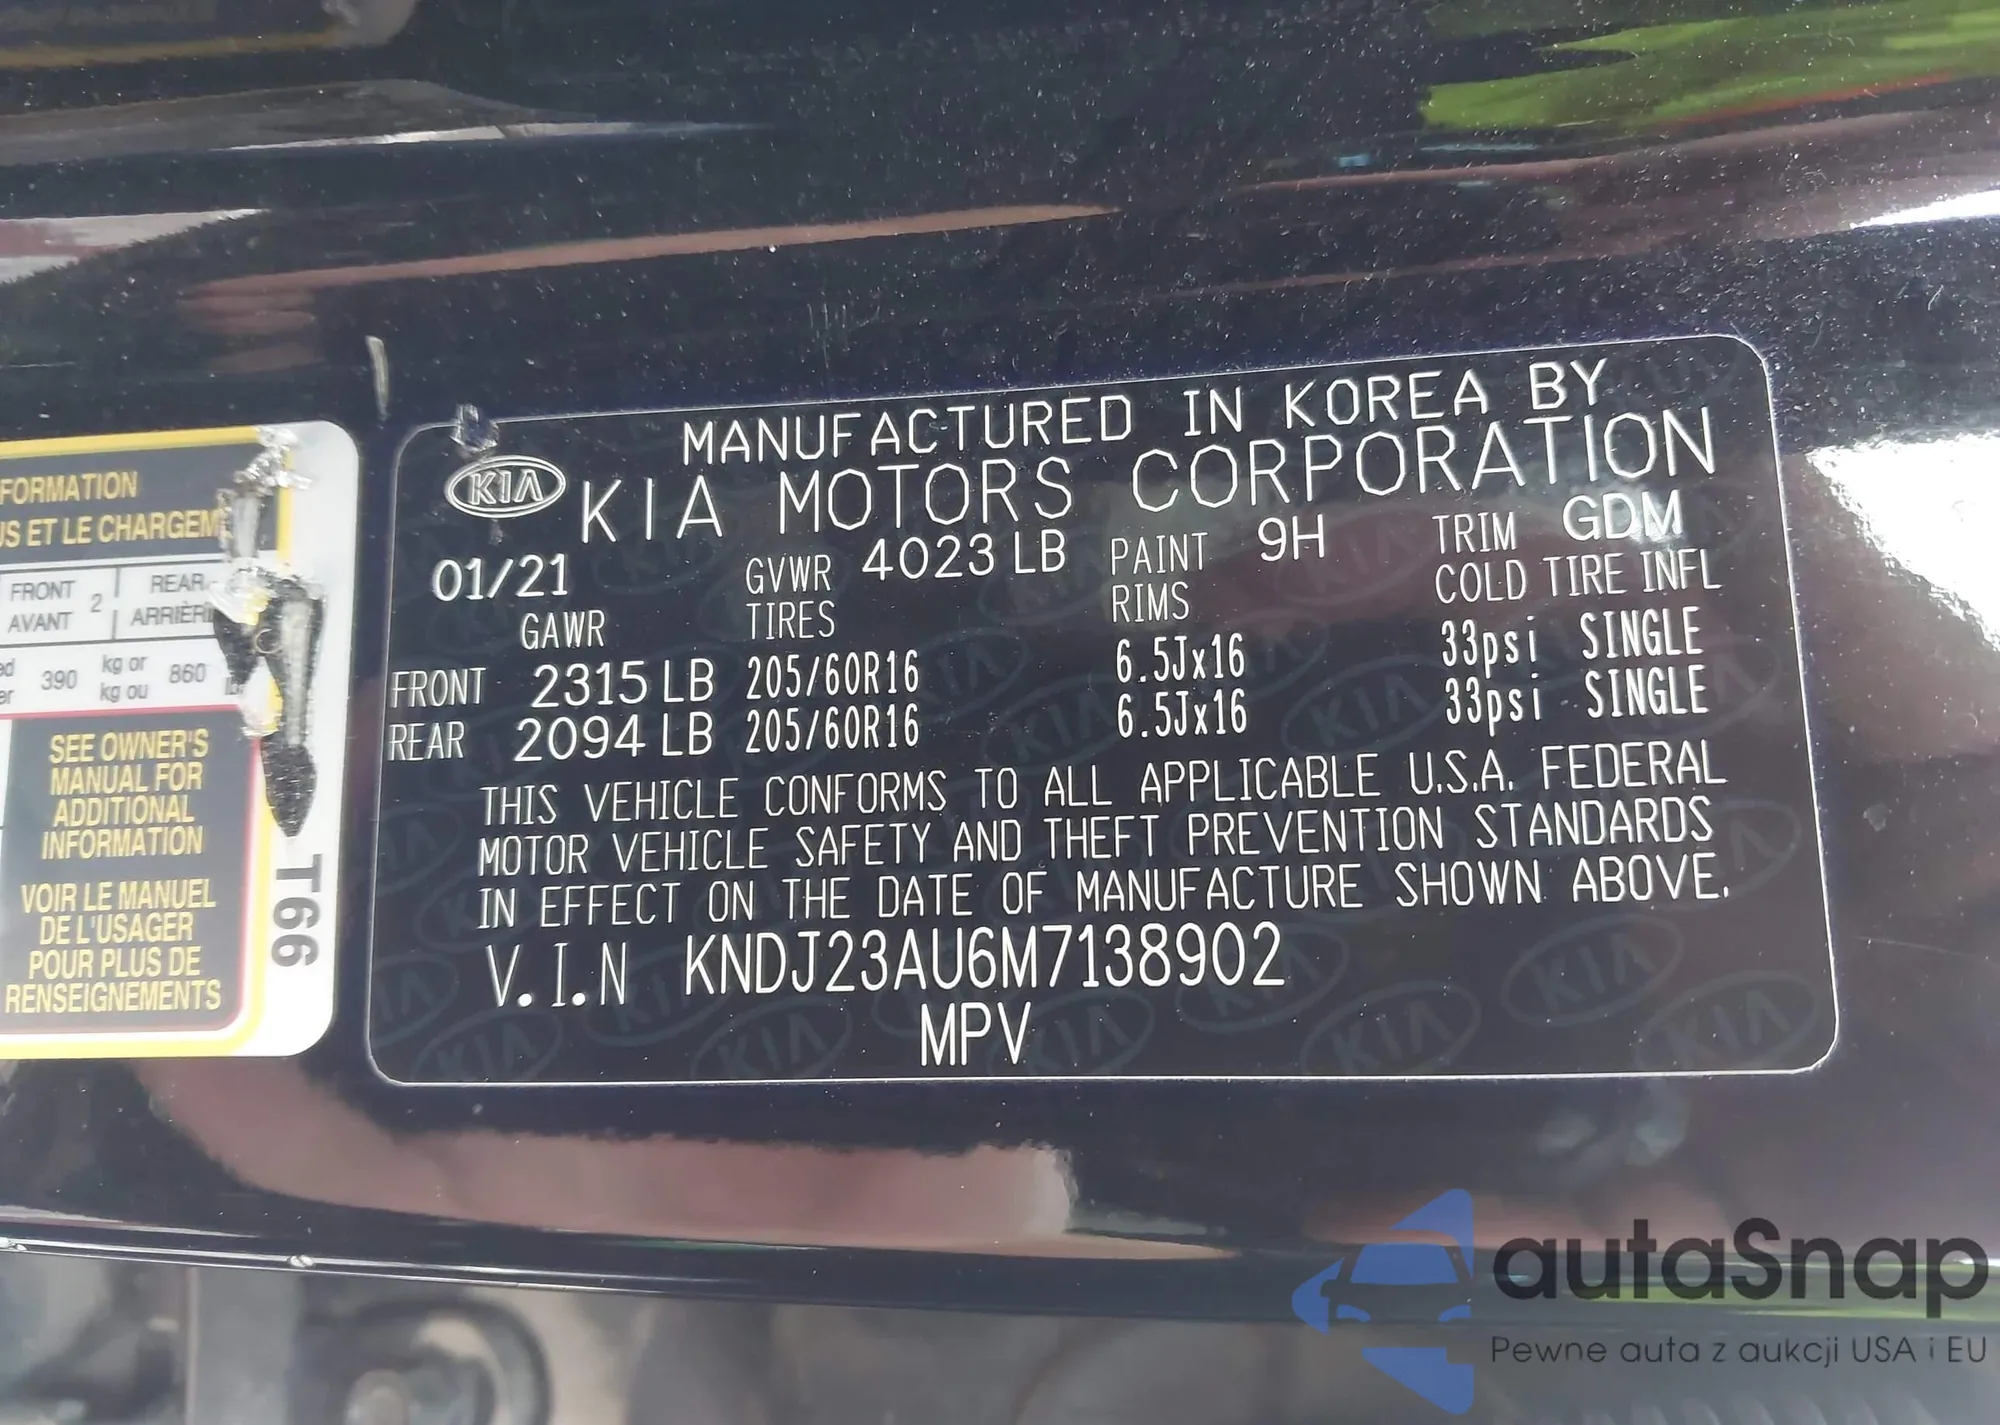 FORMATION
US ET LE CHARGEM
FRONT
AVANT
2
REAR
ARRIÈRE
390
kg or
kg ou
860
SEE OWNER'S
MANUAL FOR
ADDITIONAL
INFORMATION
VOIR LE MANUEL
DE L'USAGER
POUR PLUS DE
RENSEIGNEMENTS
T66
MANUFACTURED IN KOREA BY
KIA KIA MOTORS CORPORATION
01/21 GVWR 4023 LB PAINT 9H TRIM GDM
GAWR TIRES RIMS COLD TIRE INFL
FRONT 2315 LB 205/60R16 6.5Jx16 33psi SINGLE
REAR 2094 LB 205/60R16 6.5Jx16 33psi SINGLE
THIS VEHICLE CONFORMS TO ALL APPLICABLE U.S.A. FEDERAL
MOTOR VEHICLE SAFETY AND THEFT PREVENTION STANDARDS
IN EFFECT ON THE DATE OF MANUFACTURE SHOWN ABOVE.
V.I.N KNDJ23AU6M7138902
MPV
autaSnap
Pewne auta z aukcji USA i EU